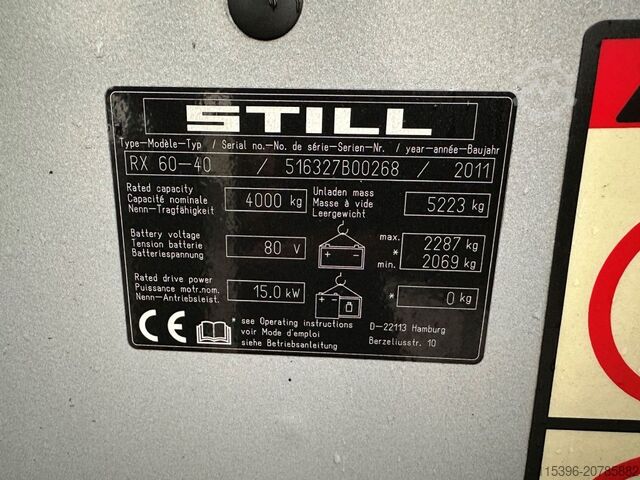 STILL
Type-Modèle-Typ / Serial no.-No. de série-Serien-Nr. / year-année-Baujahr
RX 60-40 / 516327B00268 / 2011
Rated capacity
Capacité nominale
Nenn-Tragfähigkeit
4000 kg
Unladen mass
Masse à vide
Leergewicht
5223 kg
Battery voltage
Tension batterie
Batteriespannung
80 V
max. 2287 kg
*
min. 2069 kg
Rated drive power
Puissance motr.nom.
Nenn-Antriebsleist.
15.0 kW
* 0 kg
CE
* see Operating instructions
voir Mode d'emploi
siehe Betriebsanleitung
D-22113 Hamburg
Berzeliusstr. 10
15396-20785882